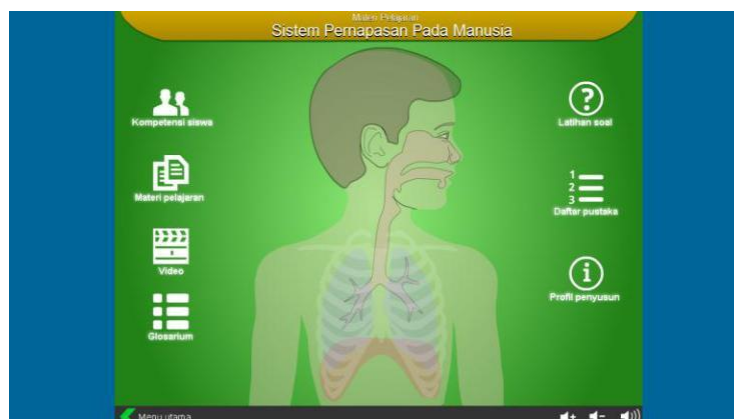 Materi Pelajaran
Sistem Pernapasan Pada Manusia
Kompetensi siswa
Materi pelajaran
Video
Glosarium
Latihan soal
1
2
3
Daftar pustaka
Profil penyusun
Menu utama